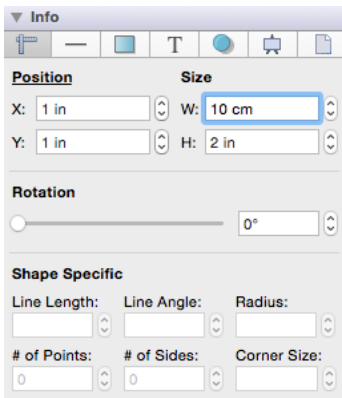 Info
T
Position Size
X: 1 in W: 10 cm
Y: 1 in H: 2 in
Rotation
0°
Shape Specific
Line Length: Line Angle: Radius:
# of Points: # of Sides: Corner Size:
0 0